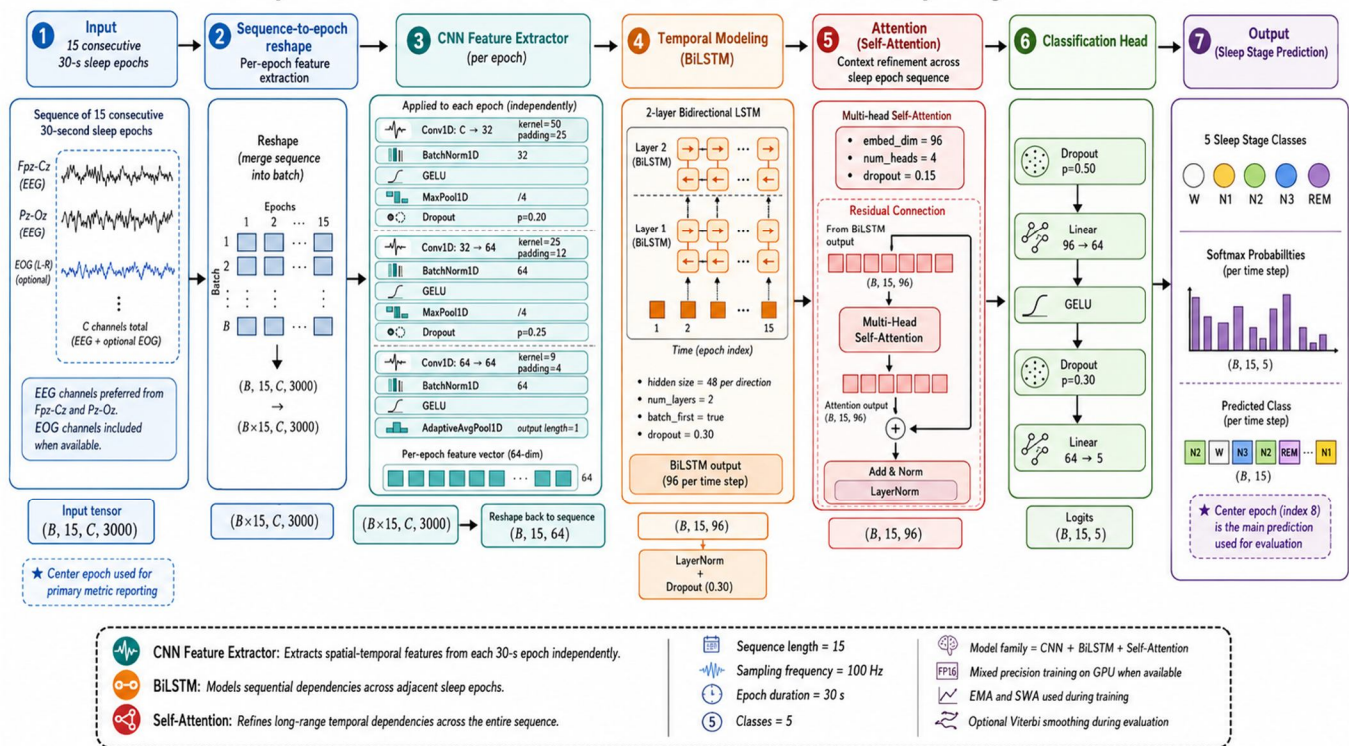 1 Input
15 consecutive
30-s sleep epochs
2 Sequence-to-epoch
reshape
Per-epoch feature
extraction
3 CNN Feature Extractor
(per epoch)
4 Temporal Modeling
(BiLSTM)
5 Attention
(Self-Attention)
Context refinement across
sleep epoch sequence
6 Classification Head
7 Output
(Sleep Stage Prediction)
Sequence of 15 consecutive
30-second sleep epochs
Fpz-Cz
(EEG)
Pz-Oz
(EEG)
EOG (L-R)
(optional)
⋮
C channels total
(EEG + optional EOG)
EEG channels preferred from
Fpz-Cz and Pz-Oz.
EOG channels included
when available.
Input tensor
(B, 15, C, 3000)
★ Center epoch used for
primary metric reporting
Reshape
(merge sequence
into batch)
Epochs
1 2 ··· 15
Batch
1
2
B
(B, 15, C, 3000)
→
(B×15, C, 3000)
(B×15, C, 3000)
Applied to each epoch (independently)
Conv1D: C → 32 kernel=50
padding=25
BatchNorm1D 32
GELU
MaxPool1D /4
Dropout p=0.20
Conv1D: 32 → 64 kernel=25
padding=12
BatchNorm1D 64
GELU
MaxPool1D /4
Dropout p=0.25
Conv1D: 64 → 64 kernel=9
padding=4
BatchNorm1D 64
GELU
AdaptiveAvgPool1D output length=1
Per-epoch feature vector (64-dim)
··· 64
(B×15, C, 3000)
Reshape back to sequence
(B, 15, 64)
2-layer Bidirectional LSTM
Layer 2
(BiLSTM)
Layer 1
(BiLSTM)
1 2 ··· 15
Time (epoch index)
• hidden size = 48 per direction
• num_layers = 2
• batch_first = true
• dropout = 0.30
BiLSTM output
(96 per time step)
(B, 15, 96)
LayerNorm
+
Dropout (0.30)
Multi-head Self-Attention
• embed_dim = 96
• num_heads = 4
• dropout = 0.15
Residual Connection
From BiLSTM
output
(B, 15, 96)
Multi-Head
Self-Attention
Attention output
(B, 15, 96)
+
Add & Norm
LayerNorm
(B, 15, 96)
Dropout
p=0.50
Linear
96 → 64
GELU
Dropout
p=0.30
Linear
64 → 5
Logits
(B, 15, 5)
5 Sleep Stage Classes
W N1 N2 N3 REM
Softmax Probabiltties
(per time step)
(B, 15, 5)
Predicted Class
(per time step)
N2 W N3 N2 REM ··· N1
(B, 15)
★ Center epoch (index 8)
is the main prediction
used for evaluation
CNN Feature Extractor: Extracts spatial-temporal features from each 30-s epoch independently.
BiLSTM: Models sequential dependencies across adjacent sleep epochs.
Self-Attention: Refines long-range temporal dependencies across the entire sequence.
Sequence length = 15
Sampling frequency = 100 Hz
Epoch duration = 30 s
5 Classes = 5
Model family = CNN + BiLSTM + Self-Attention
FP16 Mixed precision training on GPU when available
EMA and SWA used during training
Optional Viterbi smoothing during evaluation